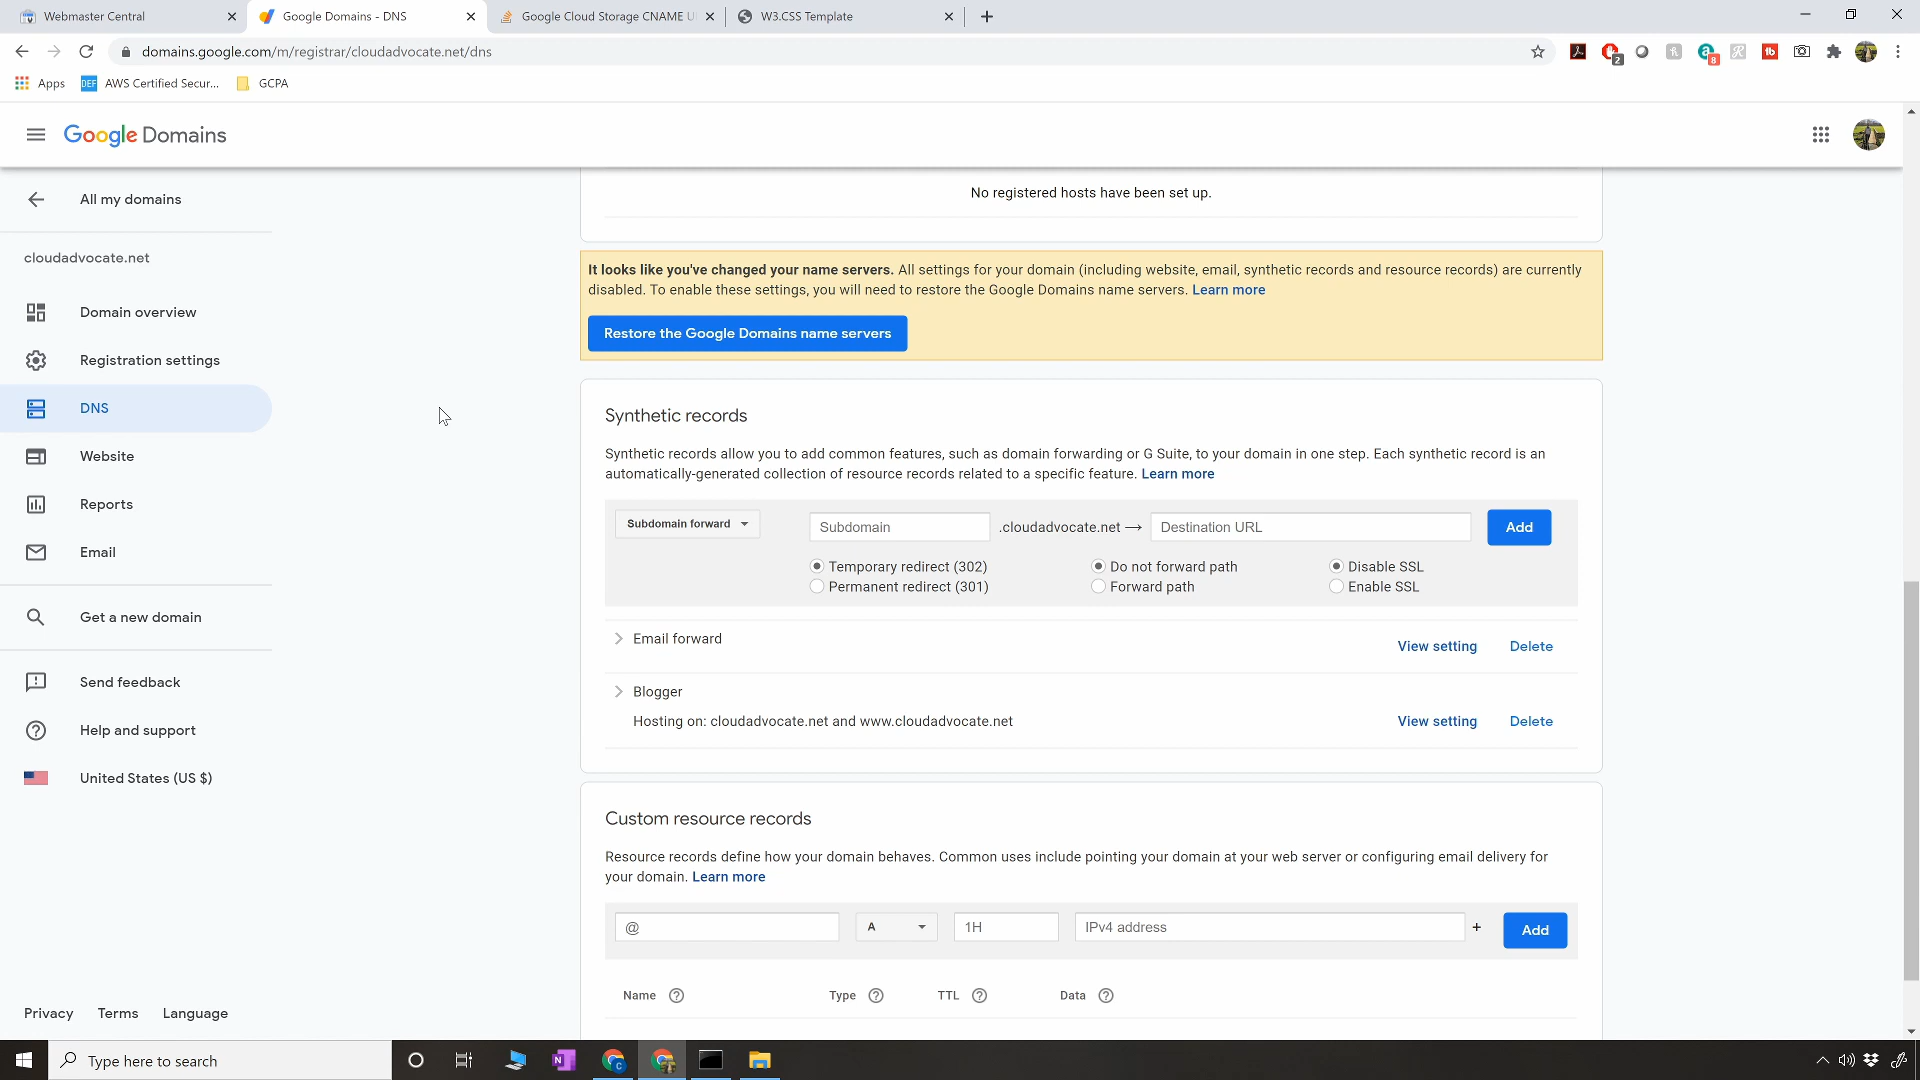 Webmaster Central
Google Domains - DNS
Google Cloud Storage CNAME U
W3.CSS Template
domains.google.com/m/registrar/cloudadvocate.net/dns
2
8
Apps
DEF
AWS Certified Secur...
GCPA
Google Domains
All my domains
cloudadvocate.net
Domain overview
Registration settings
DNS
Website
Reports
Email
Get a new domain
Send feedback
Help and support
United States (US $)
Privacy
Terms
Language
No registered hosts have been set up.
It looks like you've changed your name servers. All settings for your domain (including website, email, synthetic records and resource records) are currently
disabled. To enable these settings, you will need to restore the Google Domains name servers. Learn more
Restore the Google Domains name servers
Synthetic records
Synthetic records allow you to add common features, such as domain forwarding or G Suite, to your domain in one step. Each synthetic record is an
automatically-generated collection of resource records related to a specific feature. Learn more
Subdomain forward
Subdomain
.cloudadvocate.net →
Destination URL
Add
Temporary redirect (302)
Do not forward path
Disable SSL
Permanent redirect (301)
Forward path
Enable SSL
Email forward
View setting
Delete
Blogger
Hosting on: cloudadvocate.net and www.cloudadvocate.net
View setting
Delete
Custom resource records
Resource records define how your domain behaves. Common uses include pointing your domain at your web server or configuring email delivery for
your domain. Learn more
@
A
1H
IPv4 address
+
Add
Name
Type
TTL
Data
Type here to search